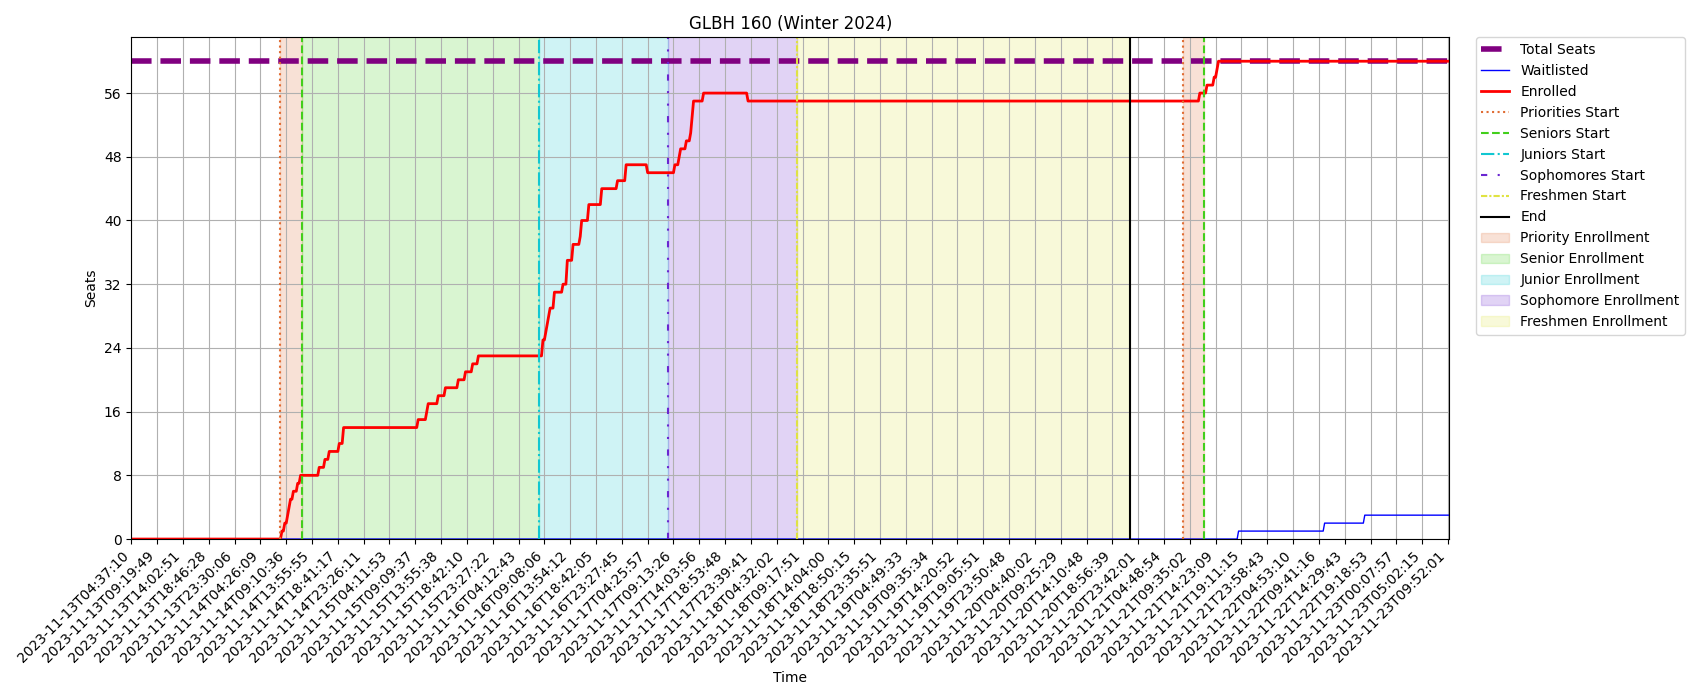 GLBH 160 (Winter 2024)
Seats
56
48
40
32
24
16
8
0
2023-11-13T04:37:10
2023-11-13T09:19:49
2023-11-13T14:02:51
2023-11-13T18:46:28
2023-11-13T23:30:06
2023-11-14T04:26:09
2023-11-14T09:10:36
2023-11-14T13:55:55
2023-11-14T18:41:17
2023-11-14T23:26:11
2023-11-15T04:11:53
2023-11-15T09:09:37
2023-11-15T13:55:38
2023-11-15T18:42:10
2023-11-15T23:27:22
2023-11-16T04:12:43
2023-11-16T09:08:06
2023-11-16T13:54:12
2023-11-16T18:42:05
2023-11-16T23:27:45
2023-11-17T04:25:57
2023-11-17T09:13:26
2023-11-17T14:03:56
2023-11-17T18:53:48
2023-11-17T23:39:41
2023-11-18T04:32:02
2023-11-18T09:17:51
2023-11-18T14:04:00
2023-11-18T18:50:15
2023-11-18T23:35:51
2023-11-19T04:49:33
2023-11-19T09:35:34
2023-11-19T14:20:52
2023-11-19T19:05:51
2023-11-19T23:50:48
2023-11-20T04:40:02
2023-11-20T09:25:29
2023-11-20T14:10:48
2023-11-20T18:56:39
2023-11-20T23:42:01
2023-11-21T04:48:54
2023-11-21T09:35:02
2023-11-21T14:23:09
2023-11-21T19:11:15
2023-11-21T23:58:43
2023-11-22T04:53:10
2023-11-22T09:41:16
2023-11-22T14:29:43
2023-11-22T19:18:53
2023-11-23T00:07:57
2023-11-23T05:02:15
2023-11-23T09:52:01
Time
Total Seats
Waitlisted
Enrolled
Priorities Start
Seniors Start
Juniors Start
Sophomores Start
Freshmen Start
End
Priority Enrollment
Senior Enrollment
Junior Enrollment
Sophomore Enrollment
Freshmen Enrollment